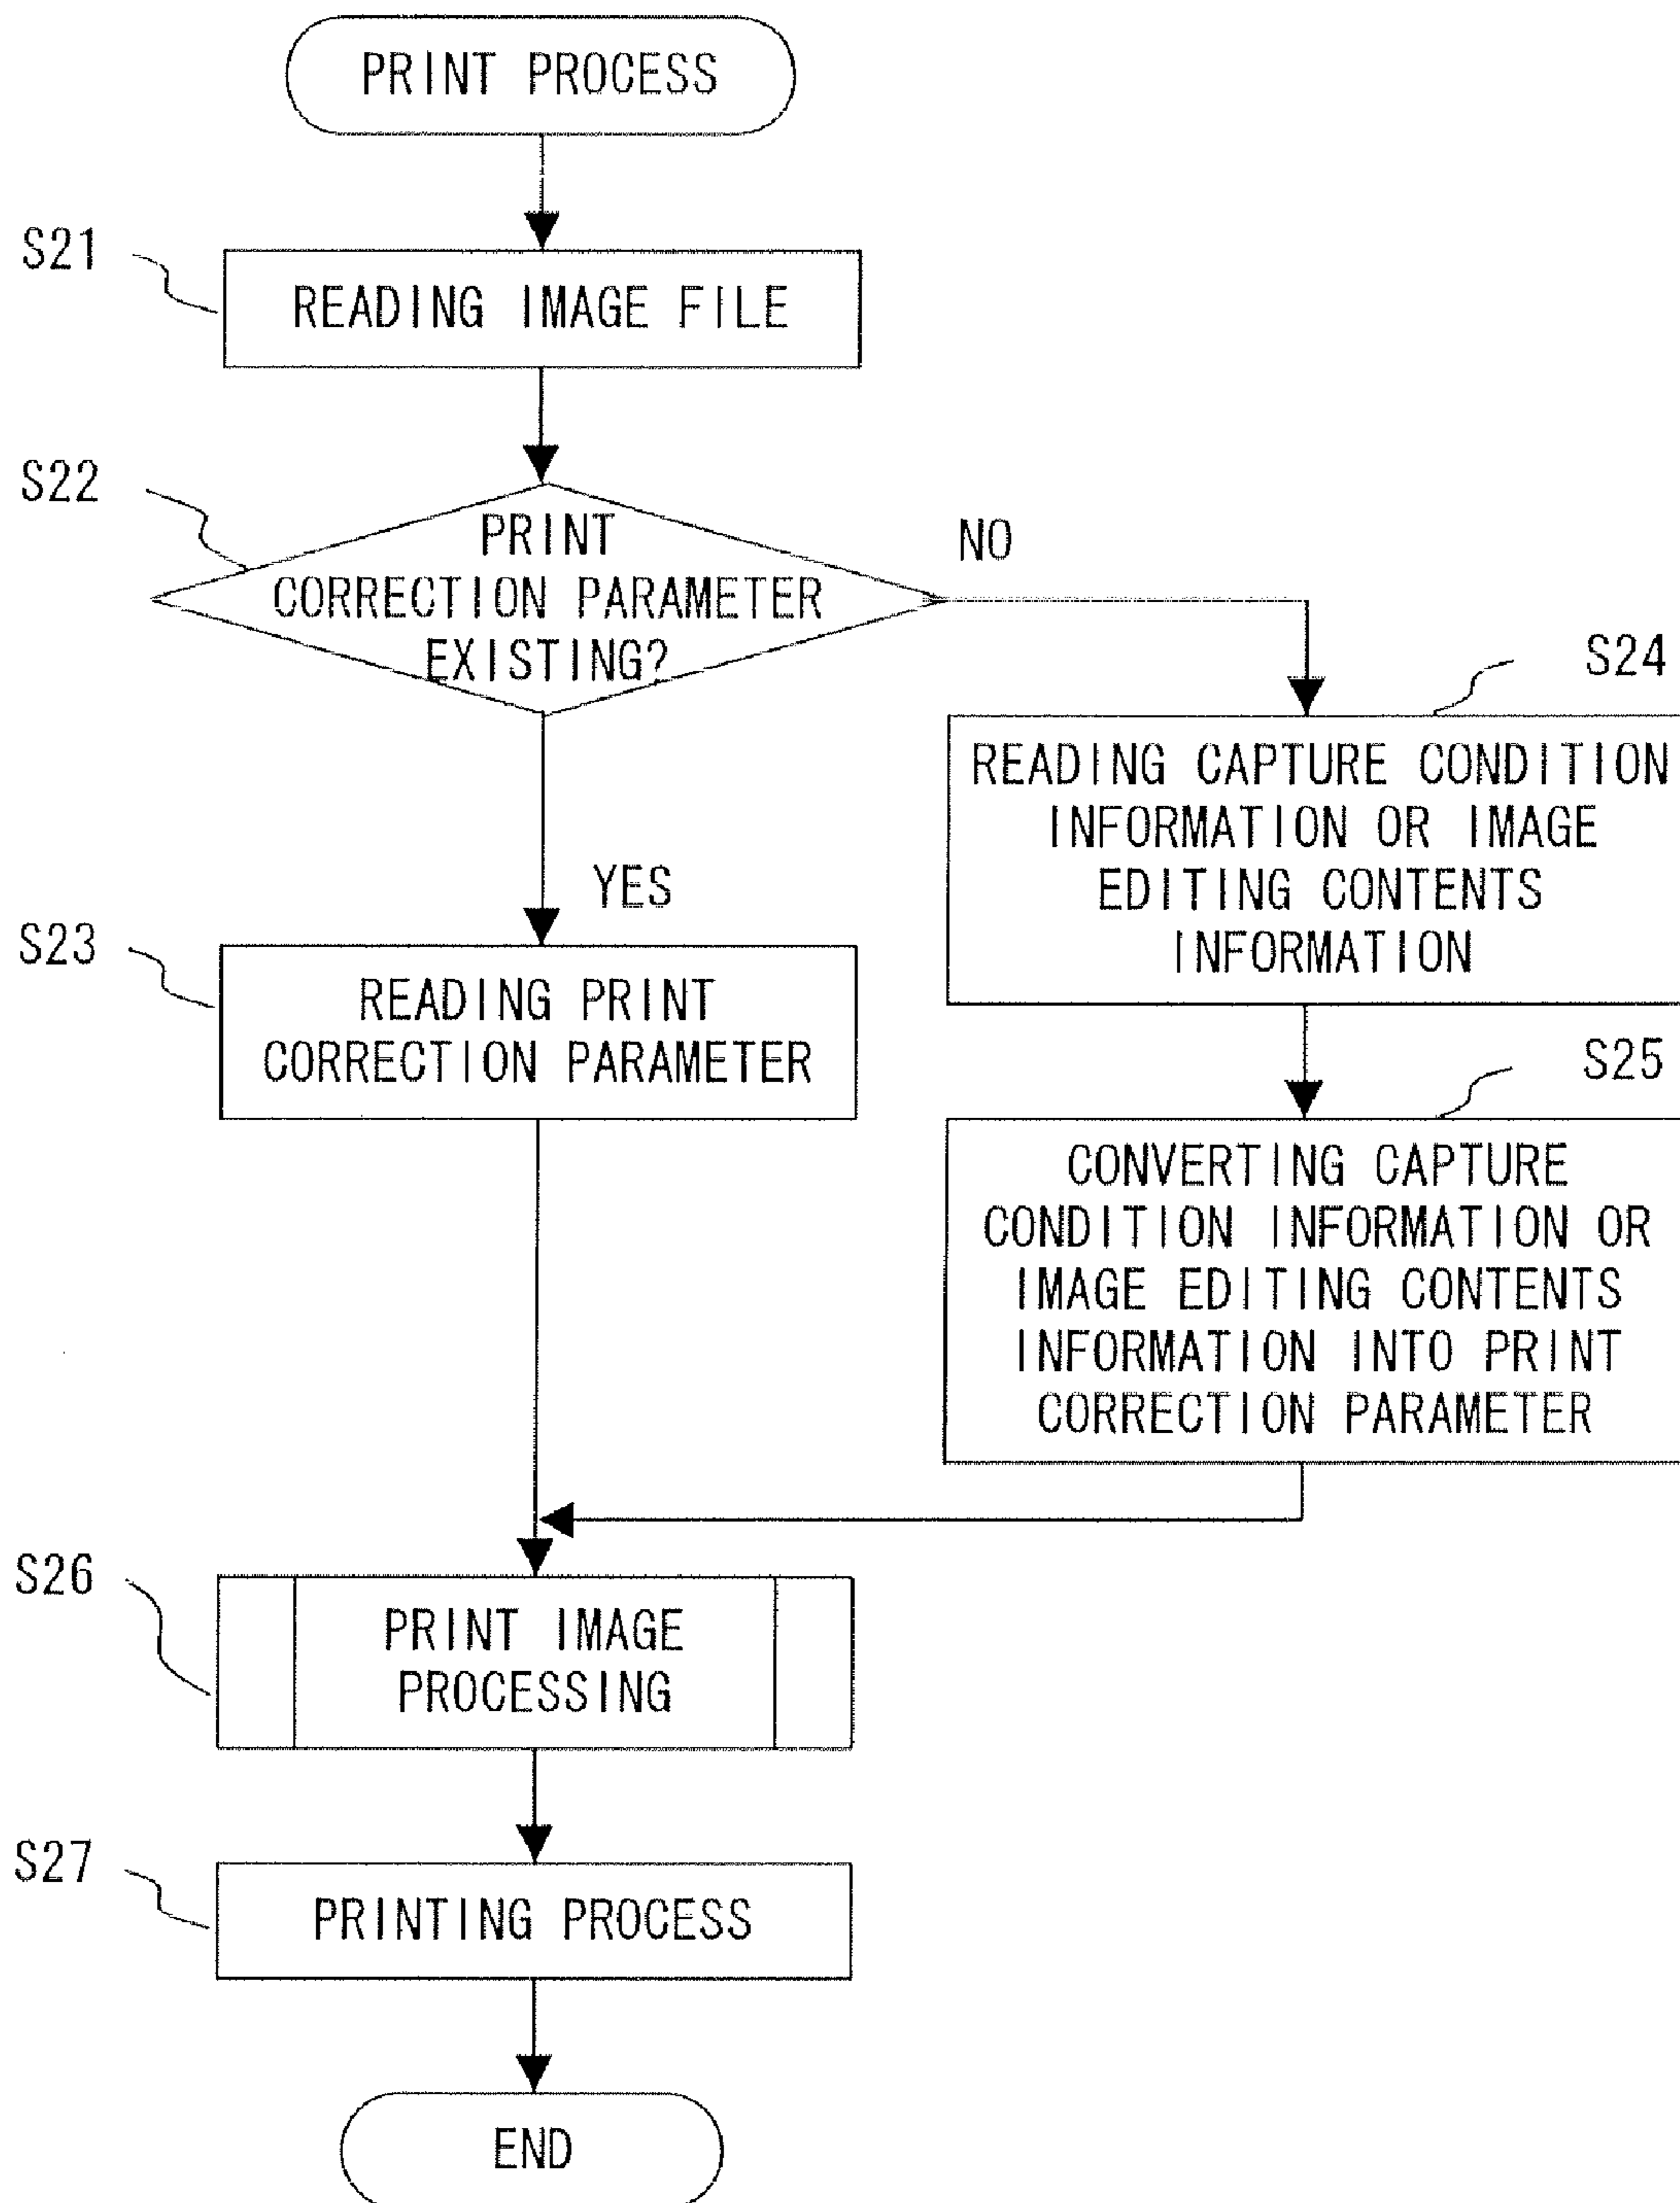 PRINT PROCESS
S21
READING IMAGE FILE
S22
PRINT
CORRECTION PARAMETER
EXISTING?
NO
YES
S23
READING PRINT
CORRECTION PARAMETER
S24
READING CAPTURE CONDITION
INFORMATION OR IMAGE
EDITING CONTENTS
INFORMATION
S25
CONVERTING CAPTURE
CONDITION INFORMATION OR
IMAGE EDITING CONTENTS
INFORMATION INTO PRINT
CORRECTION PARAMETER
S26
PRINT IMAGE
PROCESSING
S27
PRINTING PROCESS
END